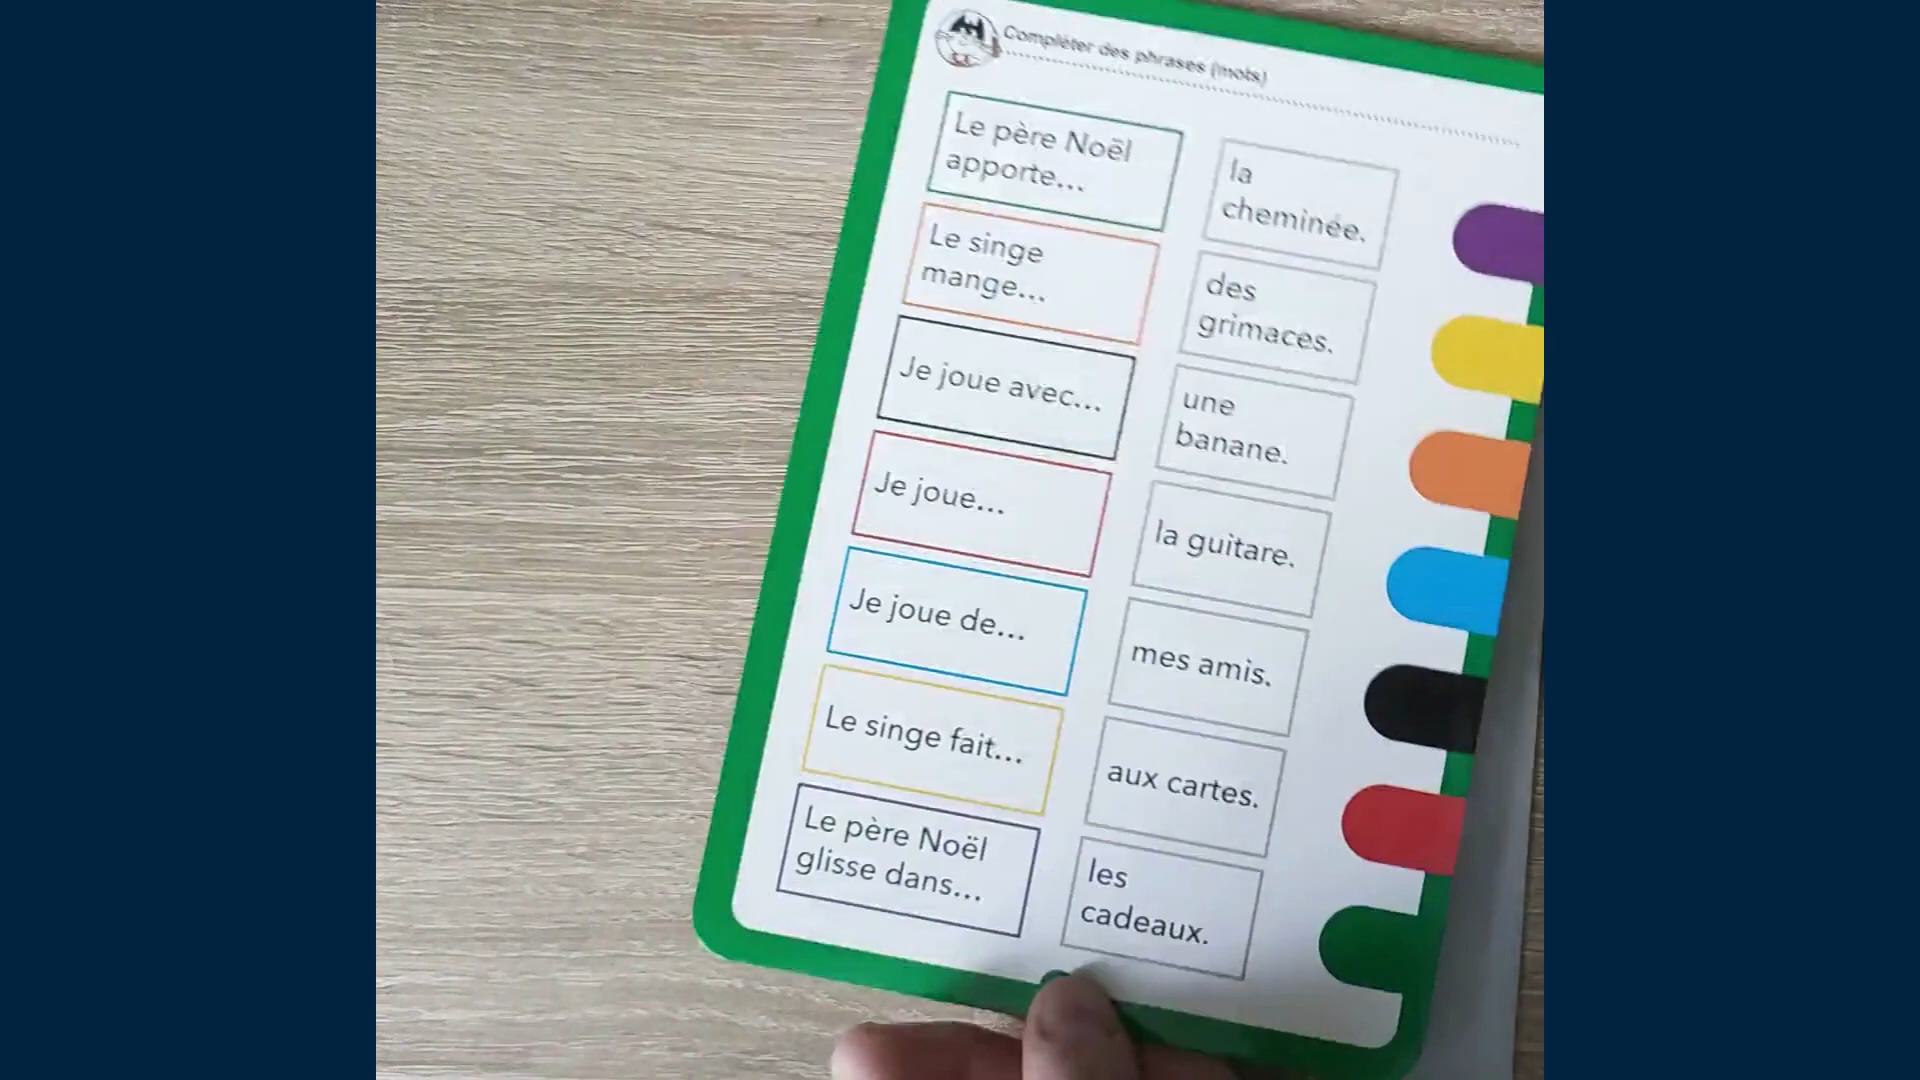 Compléter des phrases (mots)
Le père Noël
apporte...
Le singe
mange...
Je joue avec...
Je joue...
Je joue de...
Le singe fait...
Le père Noël
glisse dans...
la
cheminée.
des
grimaces.
une
banane.
la guitare.
mes amis.
aux cartes.
les
cadeaux.